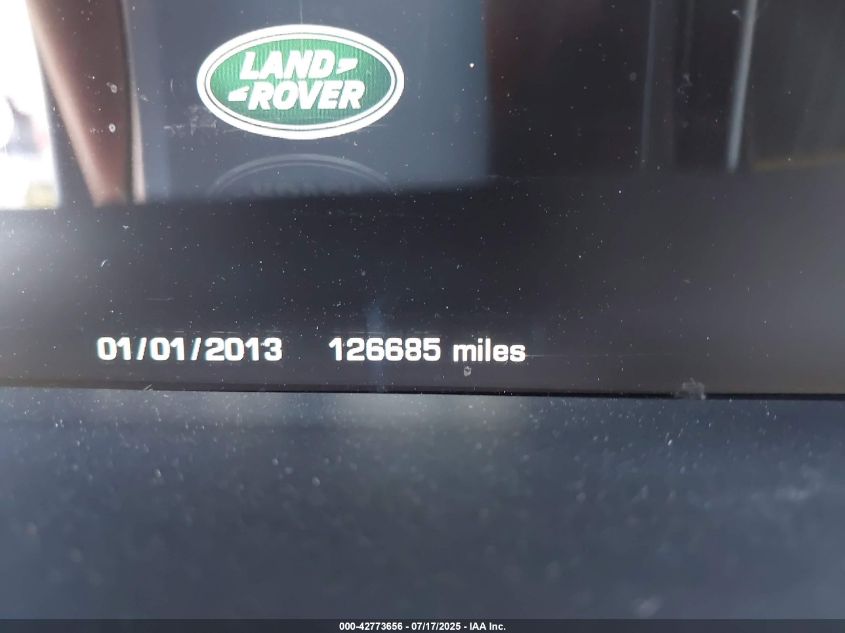 LAND
ROVER
01/01/2013 126685 miles
000-42773656 - 07/17/2025 - IAA Inc.